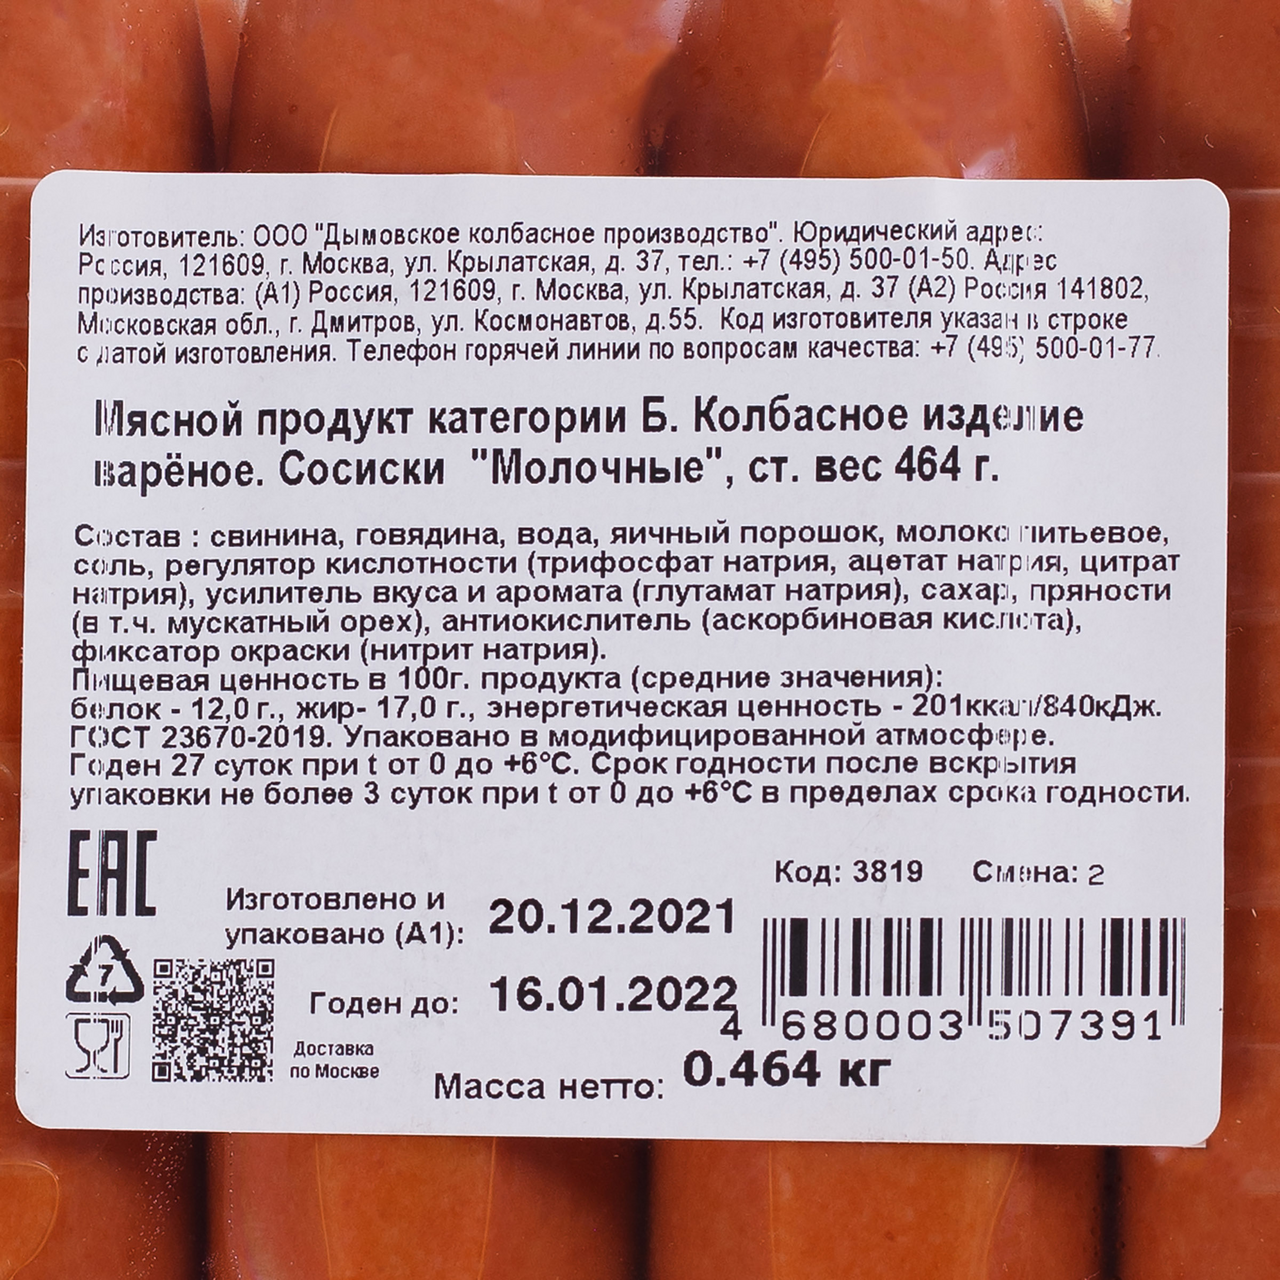 Изготовитель: ООО "Дымовское колбасное производство". Юридический адрес:
Россия, 121609, г. Москва, ул. Крылатская, д. 37, тел.: +7 (495) 500-01-50. Адрес
производства: (А1) Россия, 121609, г. Москва, ул. Крылатская, д. 37 (А2) Россия 141802,
Московская обл., г. Дмитров, ул. Космонавтов, д.55. Код изготовителя указан в строке
с датой изготовления. Телефон горячей линии по вопросам качества: +7 (495) 500-01-77.
Мясной продукт категории Б. Колбасное изделие
варёное. Сосиски "Молочные", ст. вес 464 г.
Состав : свинина, говядина, вода, яичный порошок, молоко питьевое,
соль, регулятор кислотности (трифосфат натрия, ацетат натрия, цитрат
натрия), усилитель вкуса и аромата (глутамат натрия), сахар, пряности
(в т.ч. мускатный орех), антиокислитель (аскорбиновая кислота),
фиксатор окраски (нитрит натрия).
Пищевая ценность в 100г. продукта (средние значения):
белок - 12,0 г., жир- 17,0 г., энергетическая ценность - 201ккал/840кДж.
ГОСТ 23670-2019. Упаковано в модифицированной атмосфере.
Годен 27 суток при t от 0 до +6°С. Срок годности после вскрытия
упаковки не более 3 суток при t от 0 до +6°С в пределах срока годности.
ЕАС
Код: 3819 Смена: 2
Изготовлено и
упаковано (А1): 20.12.2021
7
Годен до: 16.01.2022
4 680003 507391
Доставка
по Москве
Масса нетто: 0.464 кг